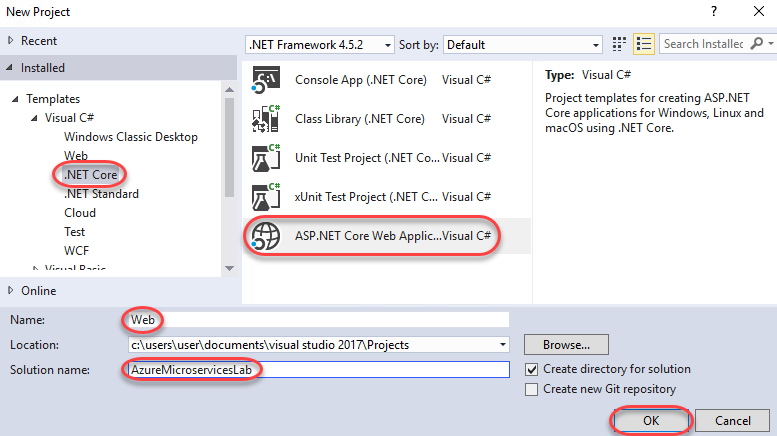 New Project
?
Recent
.NET Framework 4.5.2
Sort by: Default
Search Installed
Installed
Templates
Visual C#
Windows Classic Desktop
Web
.NET Core
.NET Standard
Cloud
Test
WCF
Visual Basic
Online
Console App (.NET Core) Visual C#
Class Library (.NET Core) Visual C#
Unit Test Project (.NET Co... Visual C#
xUnit Test Project (.NET C... Visual C#
ASP.NET Core Web Applic... Visual C#
Type: Visual C#
Project templates for creating ASP.NET
Core applications for Windows, Linux and
macOS using .NET Core.
Name: Web
Location: c:\users\user\documents\visual studio 2017\Projects
Browse...
Solution name: AzureMicroservicesLab
Create directory for solution
Create new Git repository
OK
Cancel